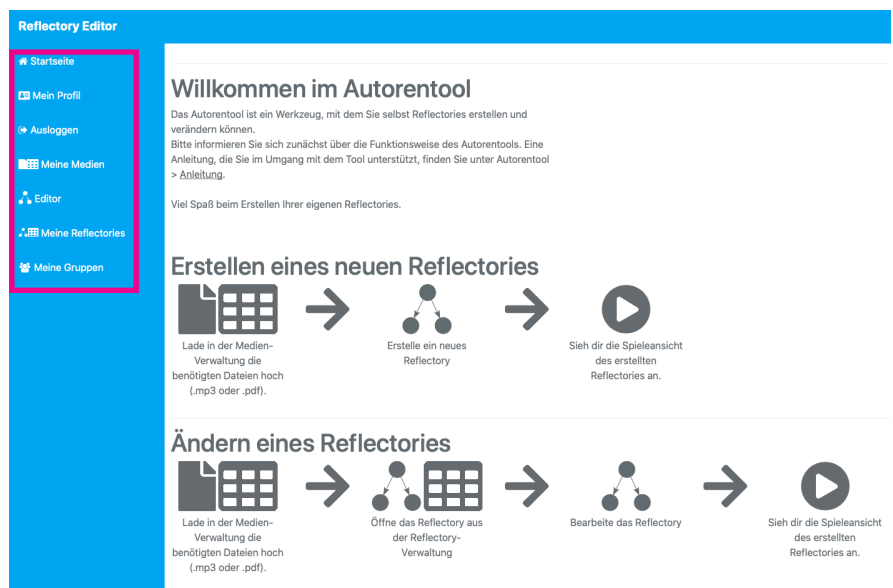 Reflectory Editor
Startseite
Mein Profil
Ausloggen
Meine Medien
Editor
Meine Reflectories
Meine Gruppen
Willkommen im Autorentool
Das Autorentool ist ein Werkzeug, mit dem Sie selbst Reflectories erstellen und
verändern können.
Bitte informieren Sie sich zunächst über die Funktionsweise des Autorentools. Eine
Anleitung, die Sie im Umgang mit dem Tool unterstützt, finden Sie unter Autorentool
> Anleitung.
Viel Spaß beim Erstellen Ihrer eigenen Reflectories.
Erstellen eines neuen Reflectories
Lade in der Medien-
Verwaltung die
benötigten Dateien hoch
(.mp3 oder .pdf).
Erstelle ein neues
Reflectory
Sieh dir die Spieleansicht
des erstellten
Reflectories an.
Ändern eines Reflectories
Lade in der Medien-
Verwaltung die
benötigten Dateien hoch
(.mp3 oder .pdf).
Öffne das Reflectory aus
der Reflectory-
Verwaltung
Bearbeite das Reflectory
Sieh dir die Spieleansicht
des erstellten
Reflectories an.